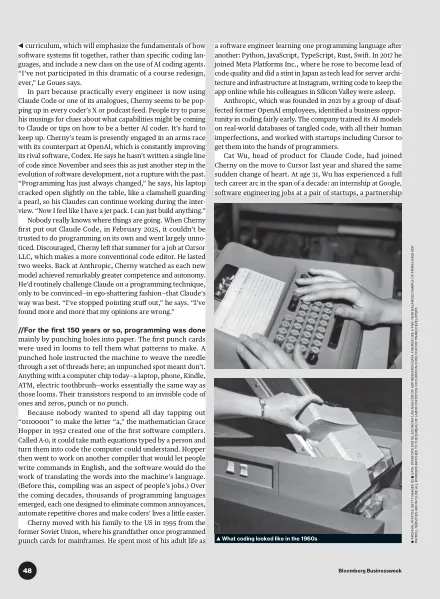 ◀ curriculum, which will emphasize the fundamentals of how
software systems fit together, rather than specific coding lan-
guages, and include a new class on the use of AI coding agents.
"I've not participated in this dramatic of a course redesign,
ever," Le Goues says.
In part because practically every engineer is now using
Claude Code or one of its analogues, Cherny seems to be pop-
ping up in every coder's X or podcast feed. People try to parse
his musings for clues about what capabilities might be coming
to Claude or tips on how to be a better AI coder. It's hard to
keep up. Cherny's team is presently engaged in an arms race
with its counterpart at OpenAI, which is constantly improving
its rival software, Codex. He says he hasn't written a single line
of code since November and sees this as just another step in the
evolution of software development, not a rupture with the past.
"Programming has just always changed," he says, his laptop
cracked open slightly on the table, like a clamshell guarding
a pearl, so his Claudes can continue working during the inter-
view. "Now I feel like I have a jet pack. I can just build anything."
Nobody really knows where things are going. When Cherny
first put out Claude Code, in February 2025, it couldn't be
trusted to do programming on its own and went largely unno-
ticed. Discouraged, Cherny left that summer for a job at Cursor
LLC, which makes a more conventional code editor. He lasted
two weeks. Back at Anthropic, Cherny watched as each new
model achieved remarkably greater competence and autonomy.
He'd routinely challenge Claude on a programming technique,
only to be convinced—in ego-shattering fashion—that Claude's
way was best. "I've stopped pointing stuff out," he says. "I've
found more and more that my opinions are wrong."
//For the first 150 years or so, programming was done
mainly by punching holes into paper. The first punch cards
were used in looms to tell them what patterns to make. A
punched hole instructed the machine to weave the needle
through a set of threads here; an unpunched spot meant don't.
Anything with a computer chip today—a laptop, phone, Kindle,
ATM, electric toothbrush—works essentially the same way as
those looms. Their transistors respond to an invisible code of
ones and zeros, punch or no punch.
Because nobody wanted to spend all day tapping out
"01100001" to make the letter "a," the mathematician Grace
Hopper in 1952 created one of the first software compilers.
Called A-0, it could take math equations typed by a person and
turn them into code the computer could understand. Hopper
then went to work on another compiler that would let people
write commands in English, and the software would do the
work of translating the words into the machine's language.
(Before this, compiling was an aspect of people's jobs.) Over
the coming decades, thousands of programming languages
emerged, each one designed to eliminate common annoyances,
automate repetitive chores and make coders' lives a little easier.
Cherny moved with his family to the US in 1995 from the
former Soviet Union, where his grandfather once programmed
punch cards for mainframes. He spent most of his adult life as
a software engineer learning one programming language after
another: Python, JavaScript, TypeScript, Rust, Swift. In 2017 he
joined Meta Platforms Inc., where he rose to become lead of
code quality and did a stint in Japan as tech lead for server archi-
tecture and infrastructure at Instagram, writing code to keep the
app online while his colleagues in Silicon Valley were asleep.
Anthropic, which was founded in 2021 by a group of disaf-
fected former OpenAI employees, identified a business oppor-
tunity in coding fairly early. The company trained its AI models
on real-world databases of tangled code, with all their human
imperfections, and worked with startups including Cursor to
get them into the hands of programmers.
Cat Wu, head of product for Claude Code, had joined
Cherny on the move to Cursor last year and shared the same
sudden change of heart. At age 31, Wu has experienced a full
tech career arc in the span of a decade: an internship at Google,
software engineering jobs at a pair of startups, a partnership
▲ What coding looked like in the 1960s
48
Bloomberg Businessweek